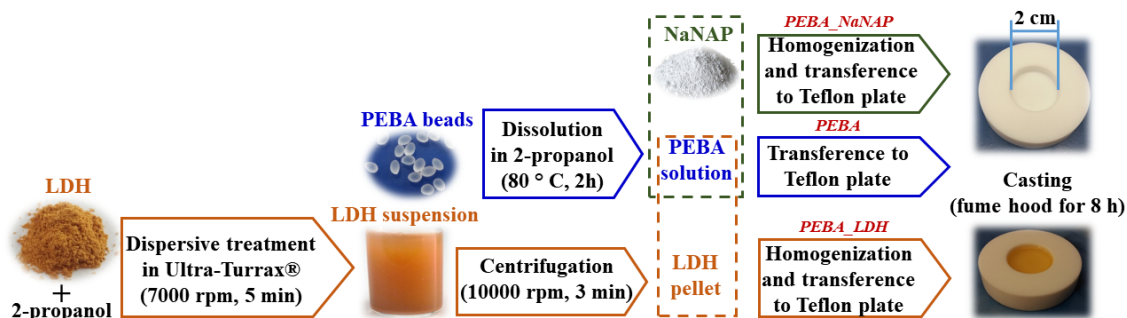 NaNAP
PEBA_NaNAP
Homogenization
and transference
to Teflon plate
2 cm
PEBA beads
Dissolution
in 2-propanol
(80 ° C, 2h)
PEBA
solution
PEBA
Transference to
Teflon plate
Casting
(fume hood for 8 h)
LDH
+
2-propanol
Dispersive treatment
in Ultra-Turrax®
(7000 rpm, 5 min)
LDH suspension
Centrifugation
(10000 rpm, 3 min)
LDH
pellet
PEBA_LDH
Homogenization
and transference
to Teflon plate